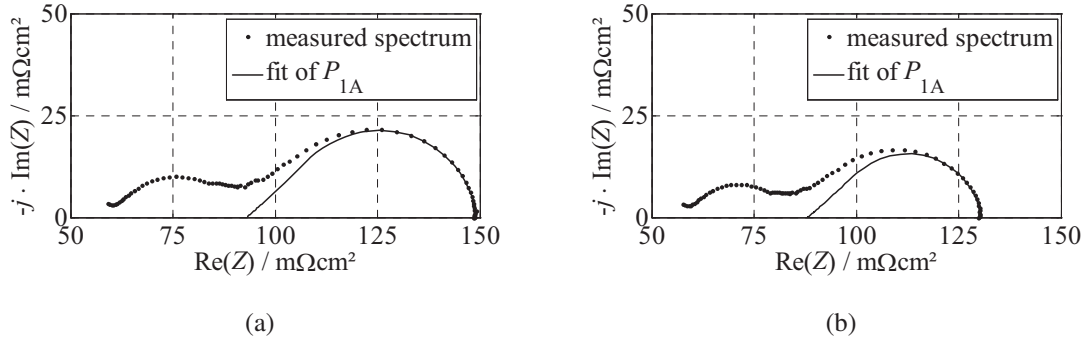 50
25
0
-j · Im(Z) / mΩcm²
measured spectrum
fit of P1A
50 75 100 125 150
Re(Z) / mΩcm²
(a)
50
25
0
-j · Im(Z) / mΩcm²
measured spectrum
fit of P1A
50 75 100 125 150
Re(Z) / mΩcm²
(b)